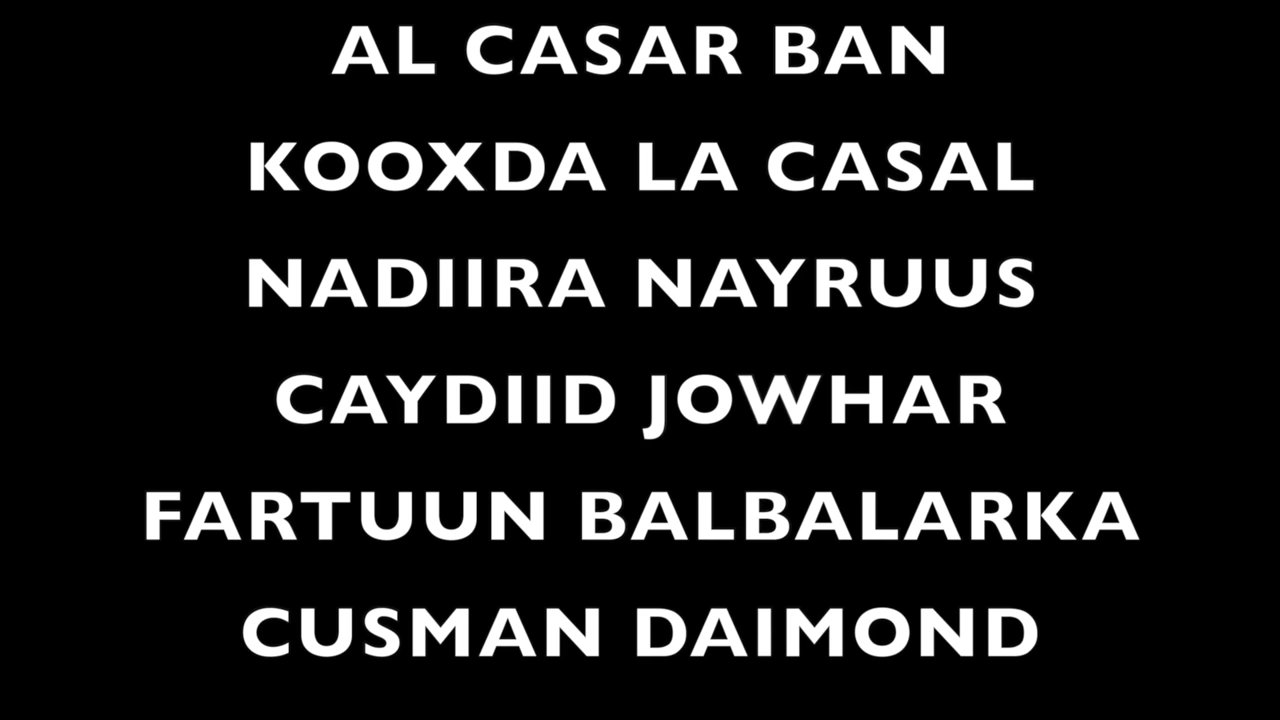 AL CASAR BAN
KOOXDA LA CASAL
NADIIRA NAYRUUS
CAYDIID JOWHAR
FARTUUN BALBALARKA
CUSMAN DAIMOND